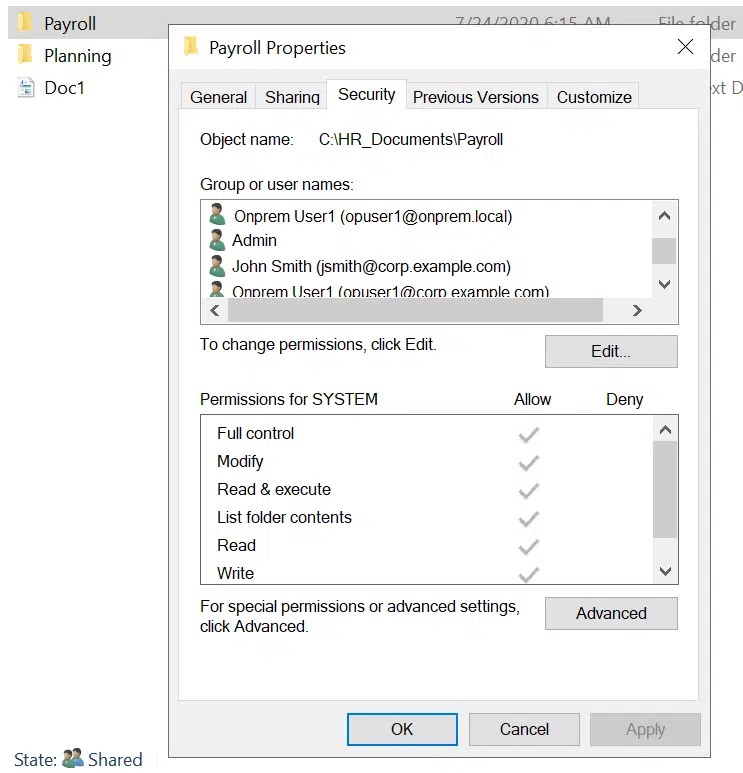 Payroll 7/24/2020 6:15 AM File folder
Planning
Doc1
Payroll Properties
General Sharing Security Previous Versions Customize
Object name: C:\HR_Documents\Payroll
Group or user names:
Onprem User1 (opuser1@onprem.local)
Admin
John Smith (jsmith@corp.example.com)
Onprem User1 (opuser1@corp.example.com)
To change permissions, click Edit.
Edit...
Permissions for SYSTEM Allow Deny
Full control
Modify
Read & execute
List folder contents
Read
Write
For special permissions or advanced settings,
click Advanced.
Advanced
OK Cancel Apply
State: Shared